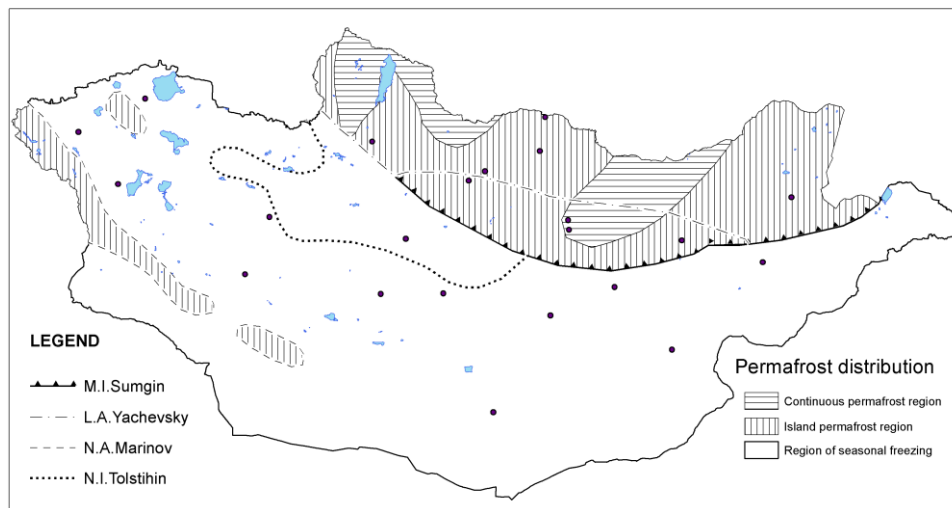 LEGEND
M.I.Sumgin
L.A.Yachevsky
N.A.Marinov
N.I.Tolstihin
Permafrost distribution
Continuous permafrost region
Island permafrost region
Region of seasonal freezing